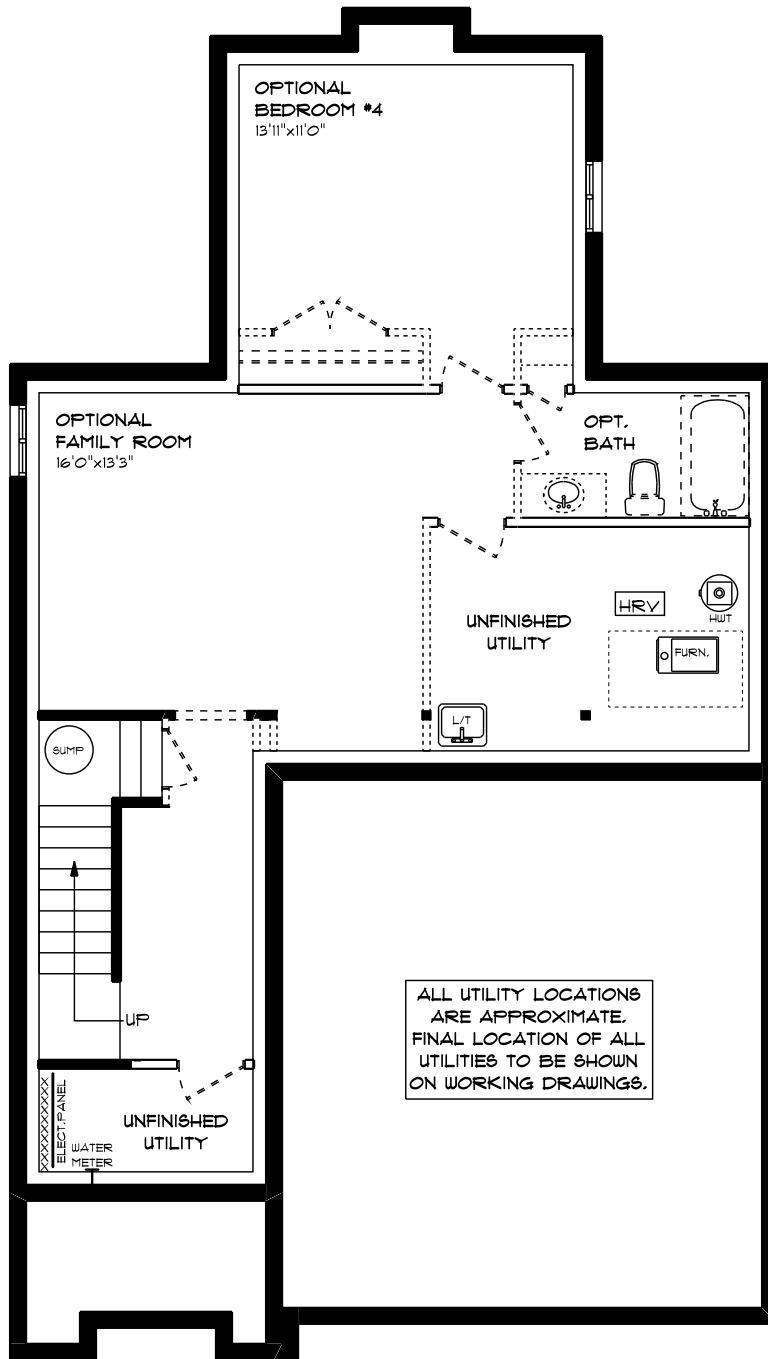 OPTIONAL
BEDROOM #4
13'11"x11'0"
OPTIONAL
FAMILY ROOM
16'0"x13'3"
OPT.
BATH
UNFINISHED
UTILITY
HRV
HWT
FURN.
L/T
SUMP
UP
ALL UTILITY LOCATIONS
ARE APPROXIMATE.
FINAL LOCATION OF ALL
UTILITIES TO BE SHOWN
ON WORKING DRAWINGS.
ELECT.PANEL
WATER
METER
UNFINISHED
UTILITY